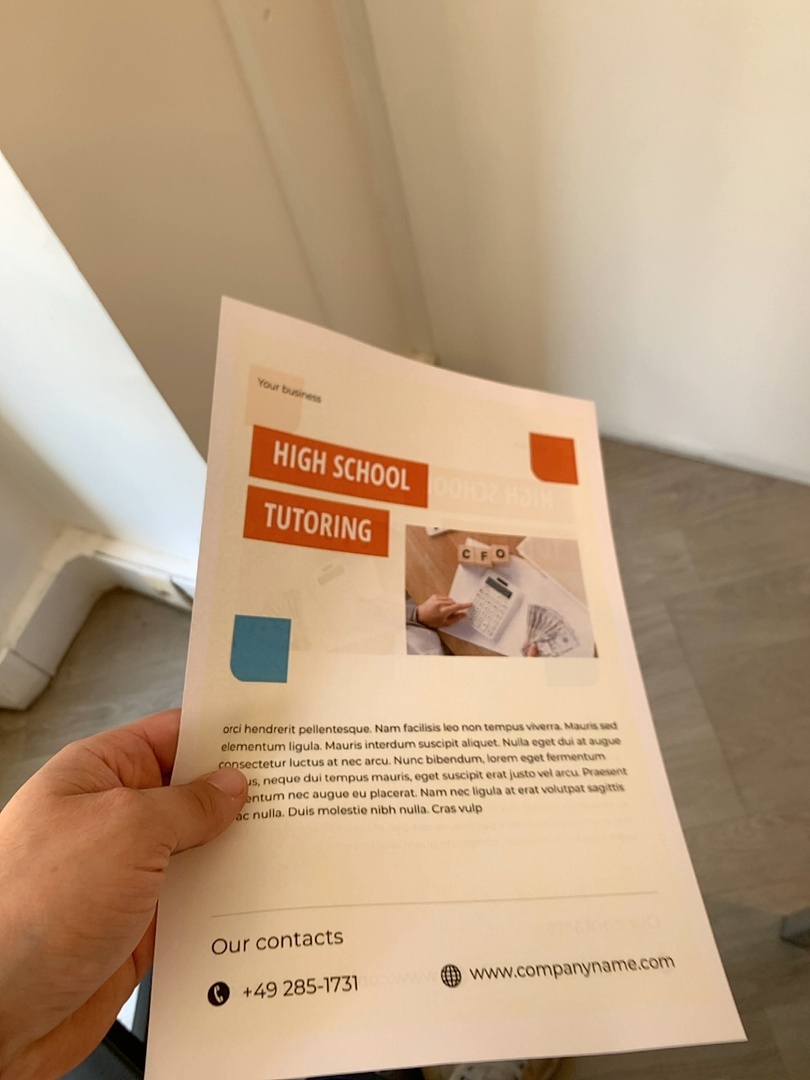 Your business
HIGH SCHOOL
TUTORING
C F O
orci hendrerit pellentesque. Nam facilisis leo non tempus viverra. Mauris sed
elementum ligula. Mauris interdum suscipit aliquet. Nulla eget dui at augue
consectetur luctus at nec arcu. Nunc bibendum, lorem eget fermentum
neque dui tempus mauris, eget suscipit erat justo vel arcu. Praesent
nec augue eu placerat. Nam nec ligula at erat volutpat sagittis
ac nulla. Duis molestie nibh nulla. Cras vulp
Our contacts
+49 285-1731
www.companyname.com